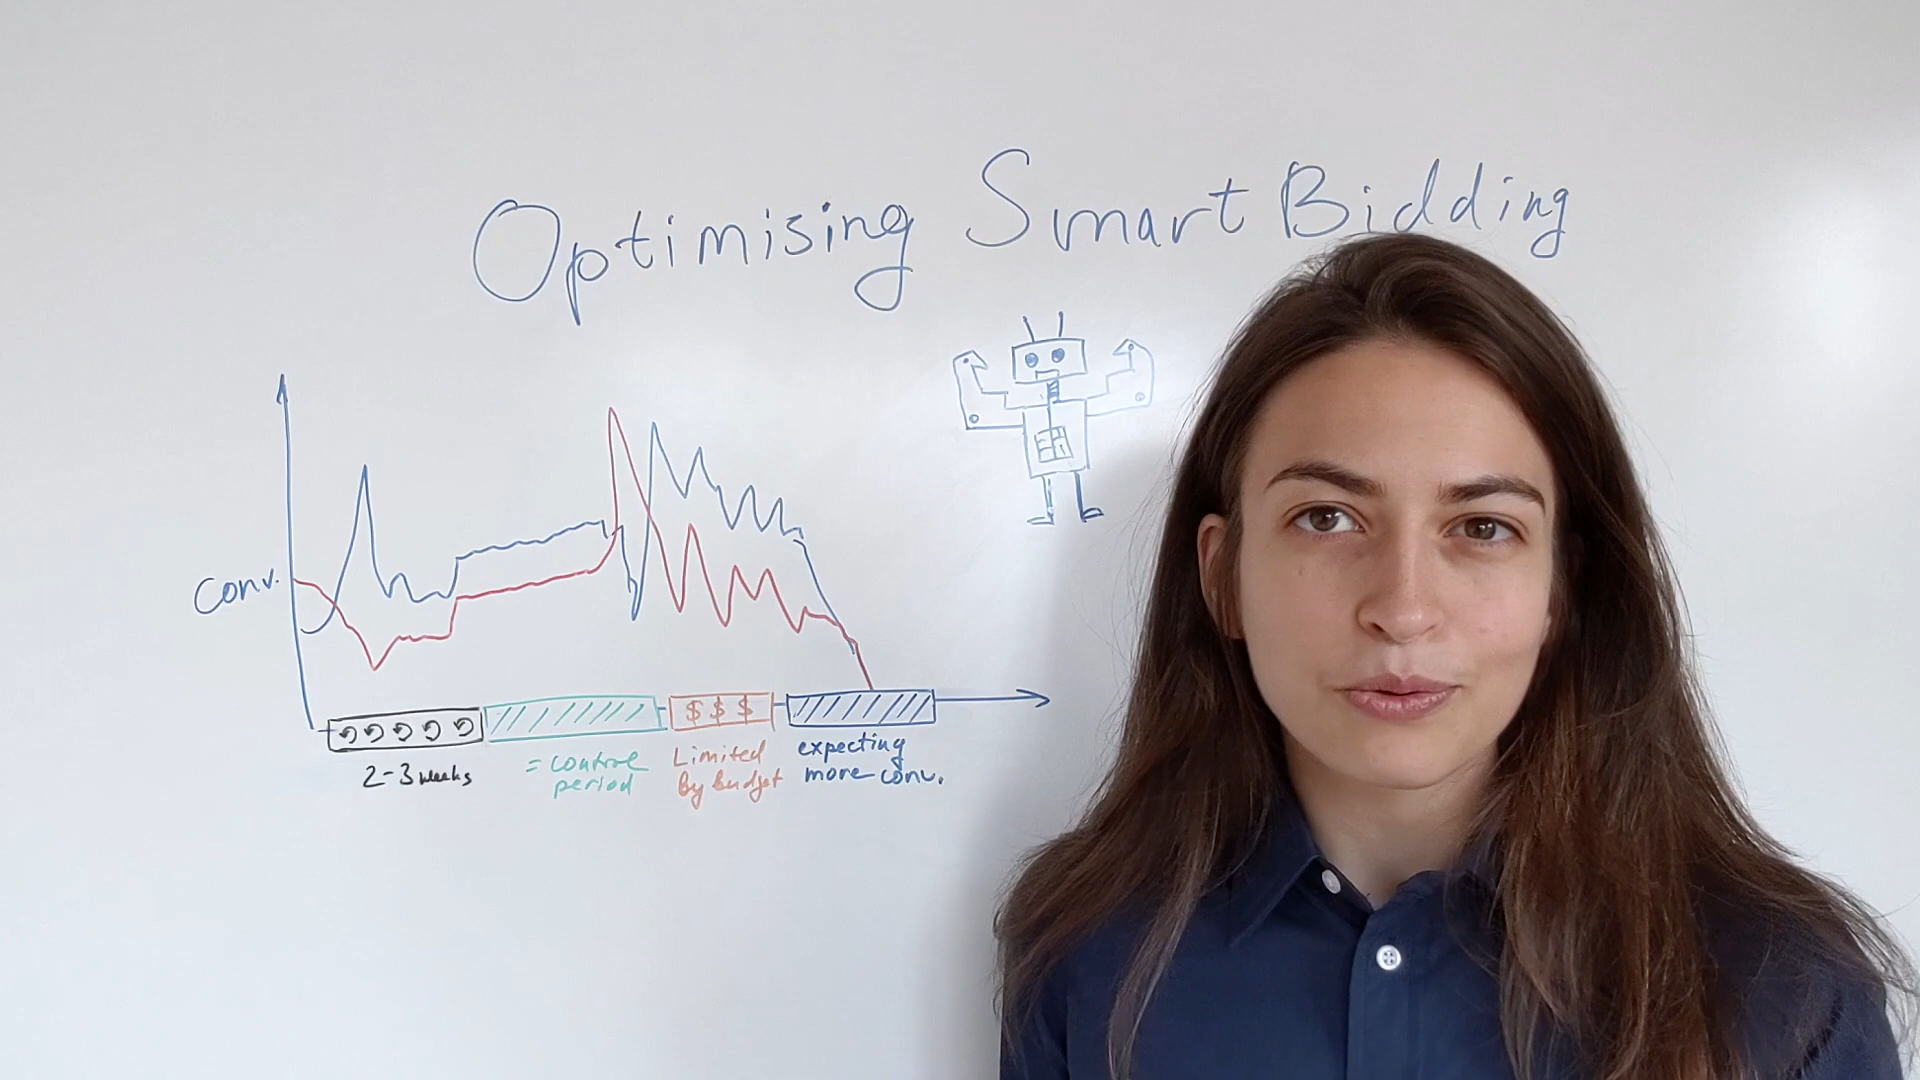 Optimising Smart Bidding
Conv.
$ $ $
2-3 weeks
= control period
Limited by budget
expecting more conv.